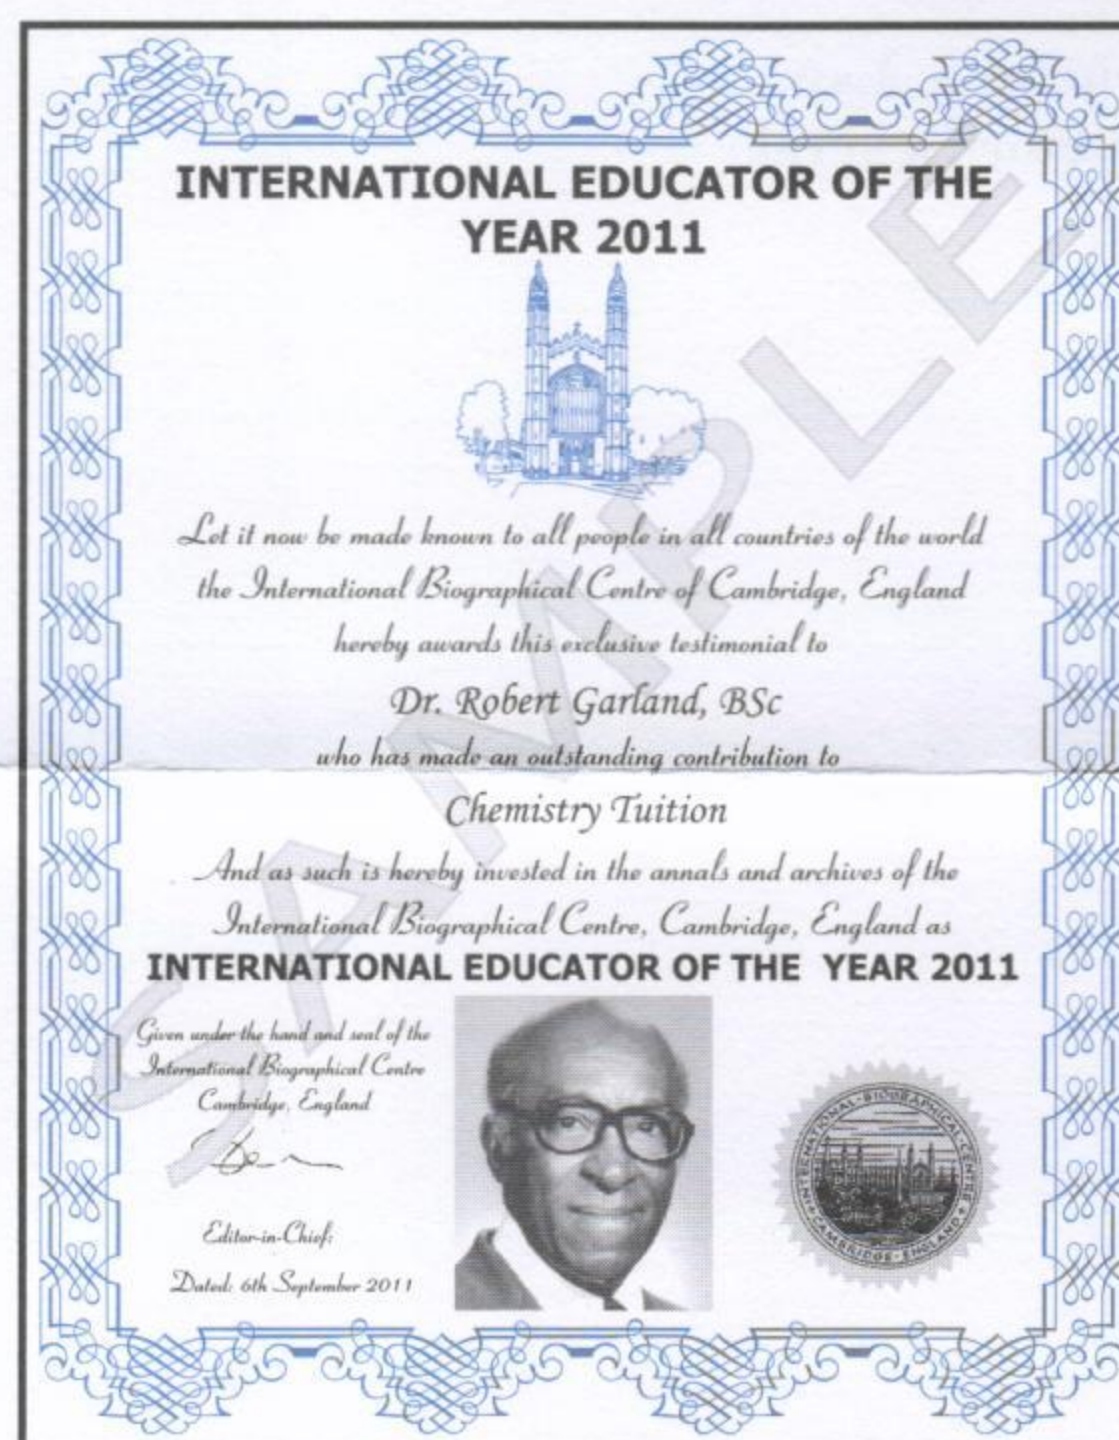 INTERNATIONAL EDUCATOR OF THE
YEAR 2011
Let it now be made known to all people in all countries of the world
the International Biographical Centre of Cambridge, England
hereby awards this exclusive testimonial to
Dr. Robert Garland, BSc
who has made an outstanding contribution to
Chemistry Tuition
And as such is hereby invested in the annals and archives of the
International Biographical Centre, Cambridge, England as
INTERNATIONAL EDUCATOR OF THE YEAR 2011
Given under the hand and seal of the
International Biographical Centre
Cambridge, England
Editor-in-Chief:
Dated: 6th September 2011
INTERNATIONAL·BIOGRAPHICAL·CENTRE
CAMBRIDGE·ENGLAND
SAMPLE